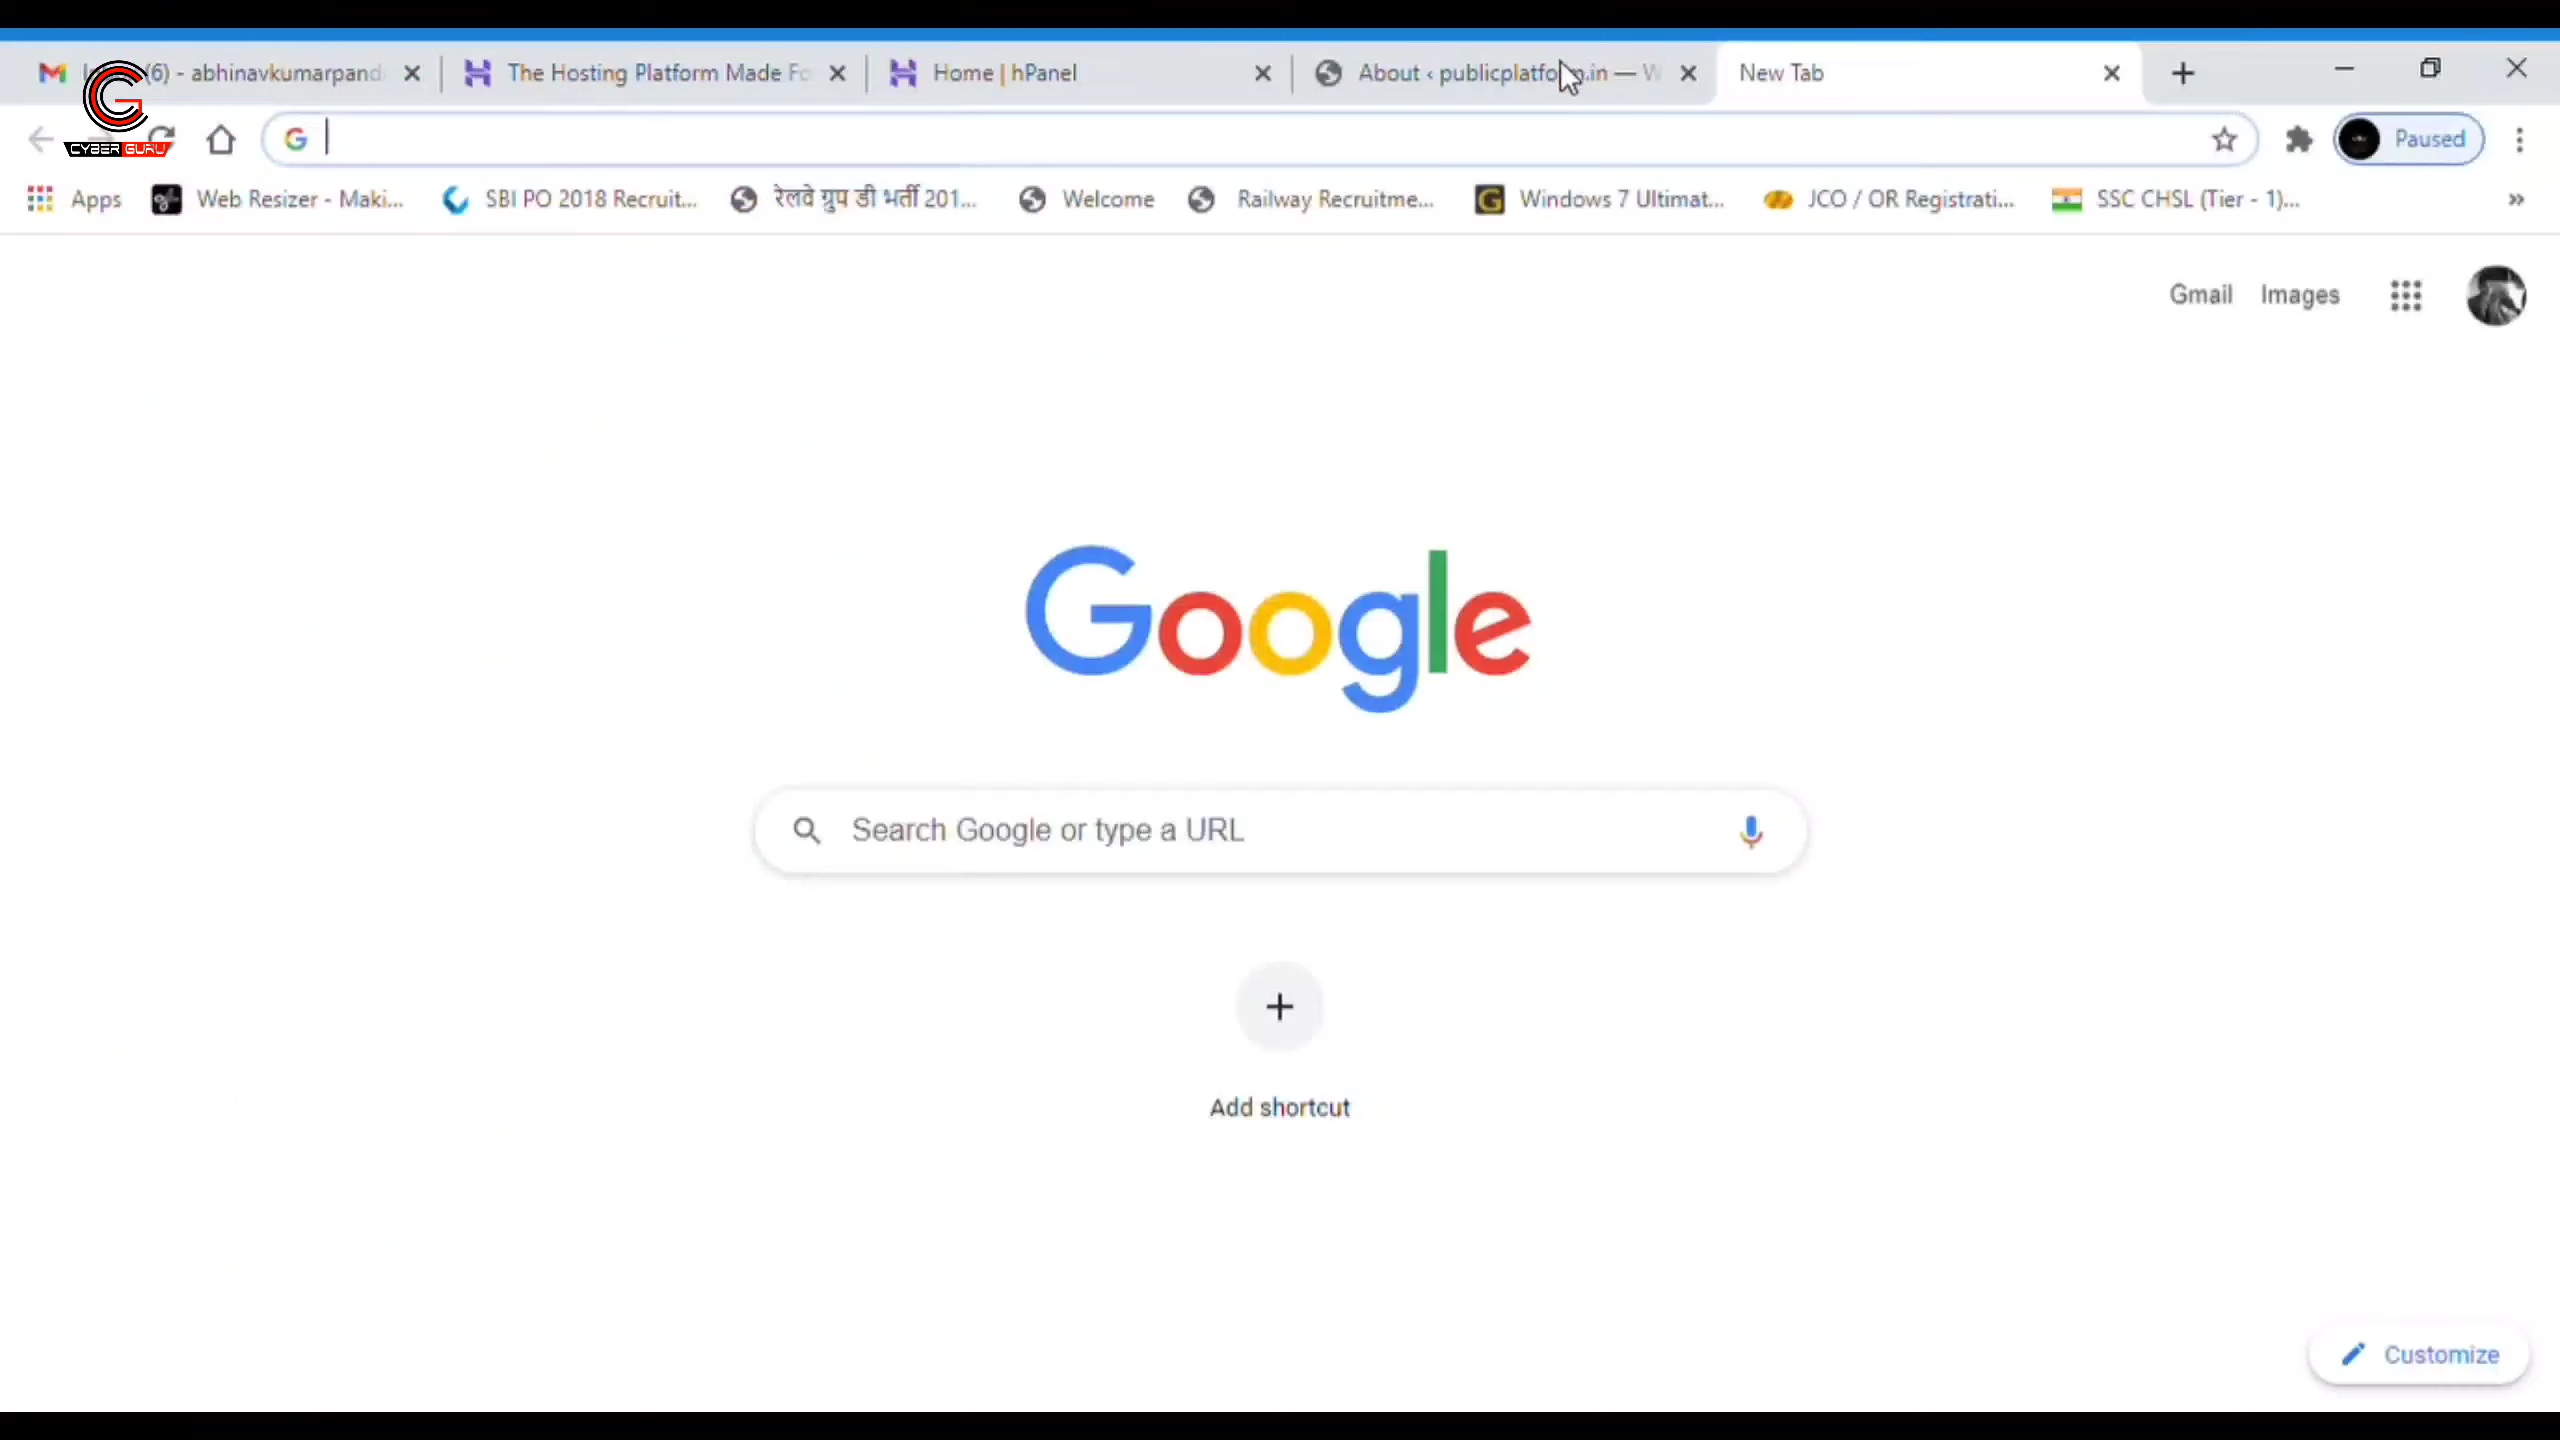 (6) - abhinavkumarpand
The Hosting Platform Made Fo
Home | hPanel
About ‹ publicplatform.in — W
New Tab
CYBER GURU
Paused
Apps
Web Resizer - Maki...
SBI PO 2018 Recruit...
रेलवे ग्रुप डी भर्ती 201...
Welcome
Railway Recruitme...
Windows 7 Ultimat...
JCO / OR Registrati...
SSC CHSL (Tier - 1)...
Gmail
Images
Google
Search Google or type a URL
Add shortcut
Customize